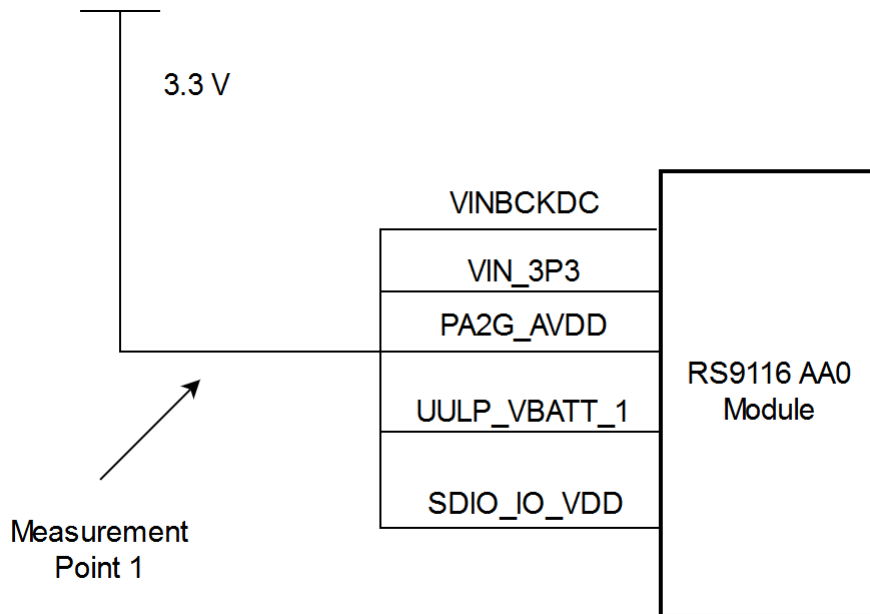 3.3 V
VINBCKDC
VIN_3P3
PA2G_AVDD
UULP_VBATT_1
SDIO_IO_VDD
RS9116 AA0
Module
Measurement
Point 1